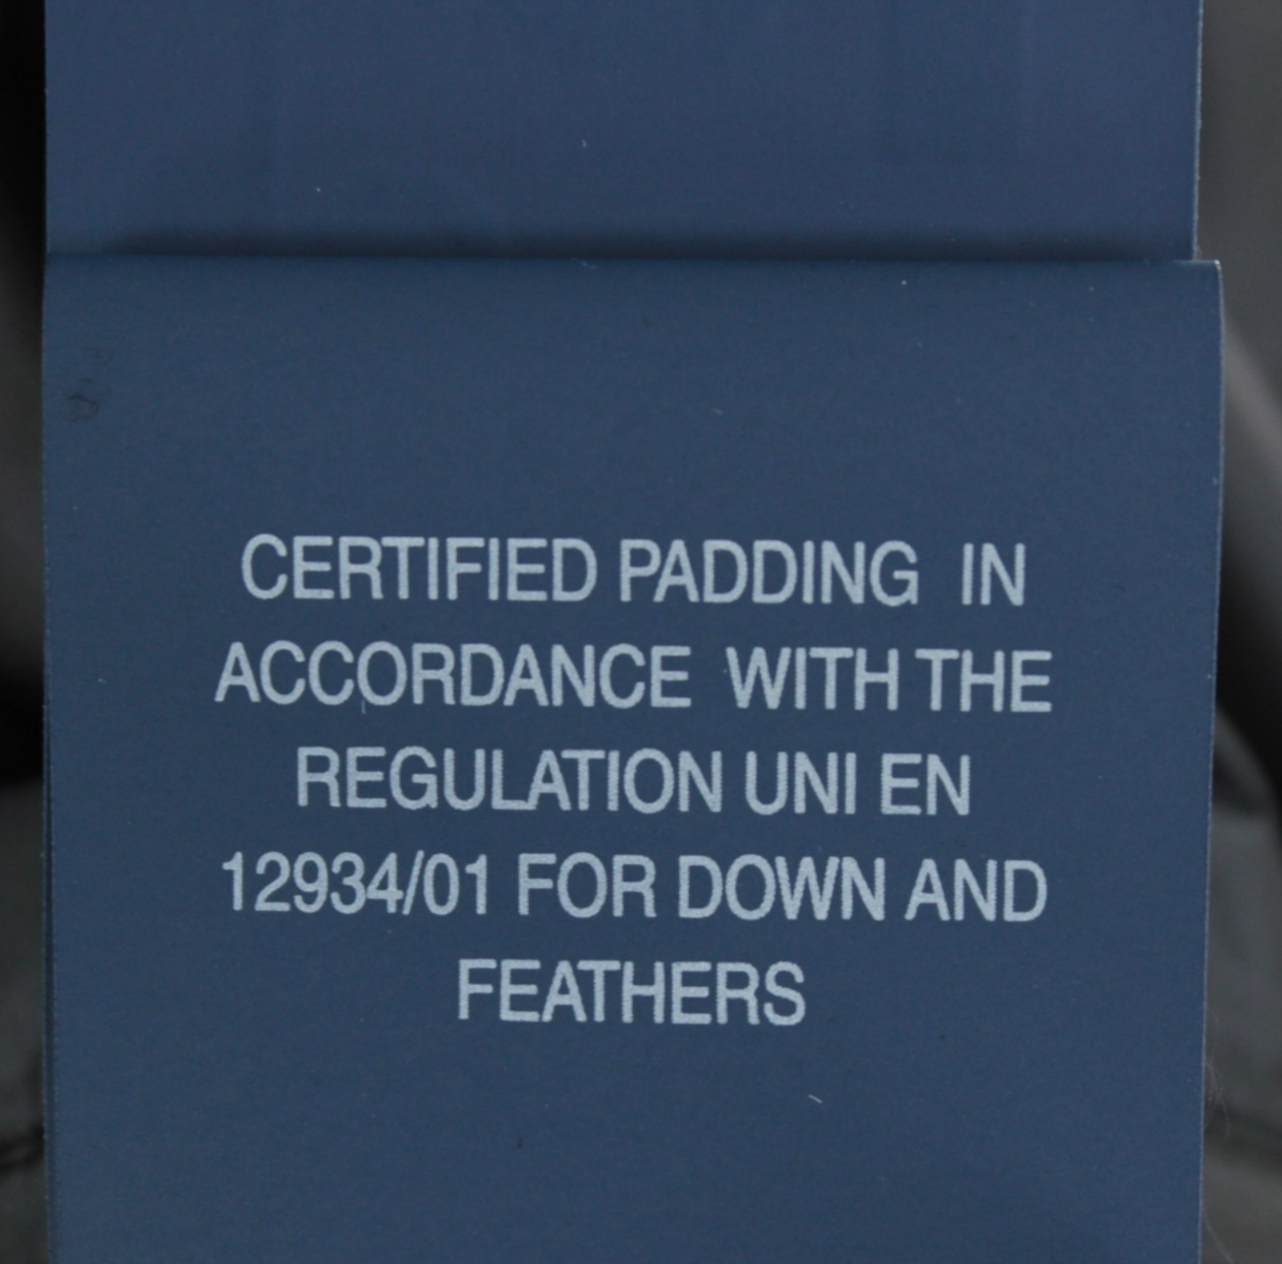 CERTIFIED PADDING IN
ACCORDANCE WITH THE
REGULATION UNI EN
12934/01 FOR DOWN AND
FEATHERS